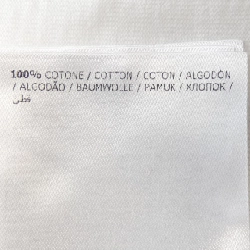 100% COTONE / COTTON / COTON / ALGODÓN
/ ALGODÃO / BAUMWOLLE / PAMUK / ХЛОПОК /
قطن